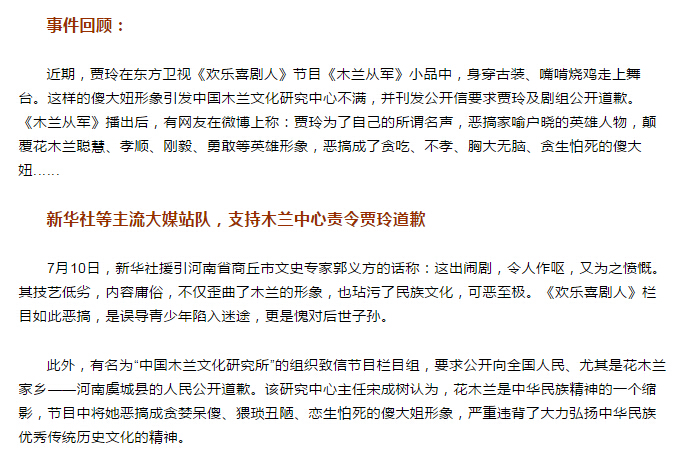 事件回顾：
近期，贾玲在东方卫视《欢乐喜剧人》节目《木兰从军》小品中，身穿古装、嘴啃烧鸡走上舞
台。这样的傻大妞形象引发中国木兰文化研究中心不满，并刊发公开信要求贾玲及剧组公开道歉。
《木兰从军》播出后，有网友在微博上称：贾玲为了自己的所谓名声，恶搞家喻户晓的英雄人物，颠
覆花木兰聪慧、孝顺、刚毅、勇敢等英雄形象，恶搞成了贪吃、不孝、胸大无脑、贪生怕死的傻大
妞……
新华社等主流大媒站队，支持木兰中心责令贾玲道歉
7月10日，新华社援引河南省商丘市文史专家郭义方的话称：这出闹剧，令人作呕，又为之愤慨。
其技艺低劣，内容庸俗，不仅歪曲了木兰的形象，也玷污了民族文化，可恶至极。《欢乐喜剧人》栏
目如此恶搞，是误导青少年陷入迷途，更是愧对后世子孙。
此外，有名为“中国木兰文化研究所”的组织致信节目栏目组，要求公开向全国人民、尤其是花木兰
家乡——河南虞城县的人民公开道歉。该研究中心主任宋成树认为，花木兰是中华民族精神的一个缩
影，节目中将她恶搞成贪婪呆傻、猥琐丑陋、恋生怕死的傻大姐形象，严重违背了大力弘扬中华民族
优秀传统历史文化的精神。